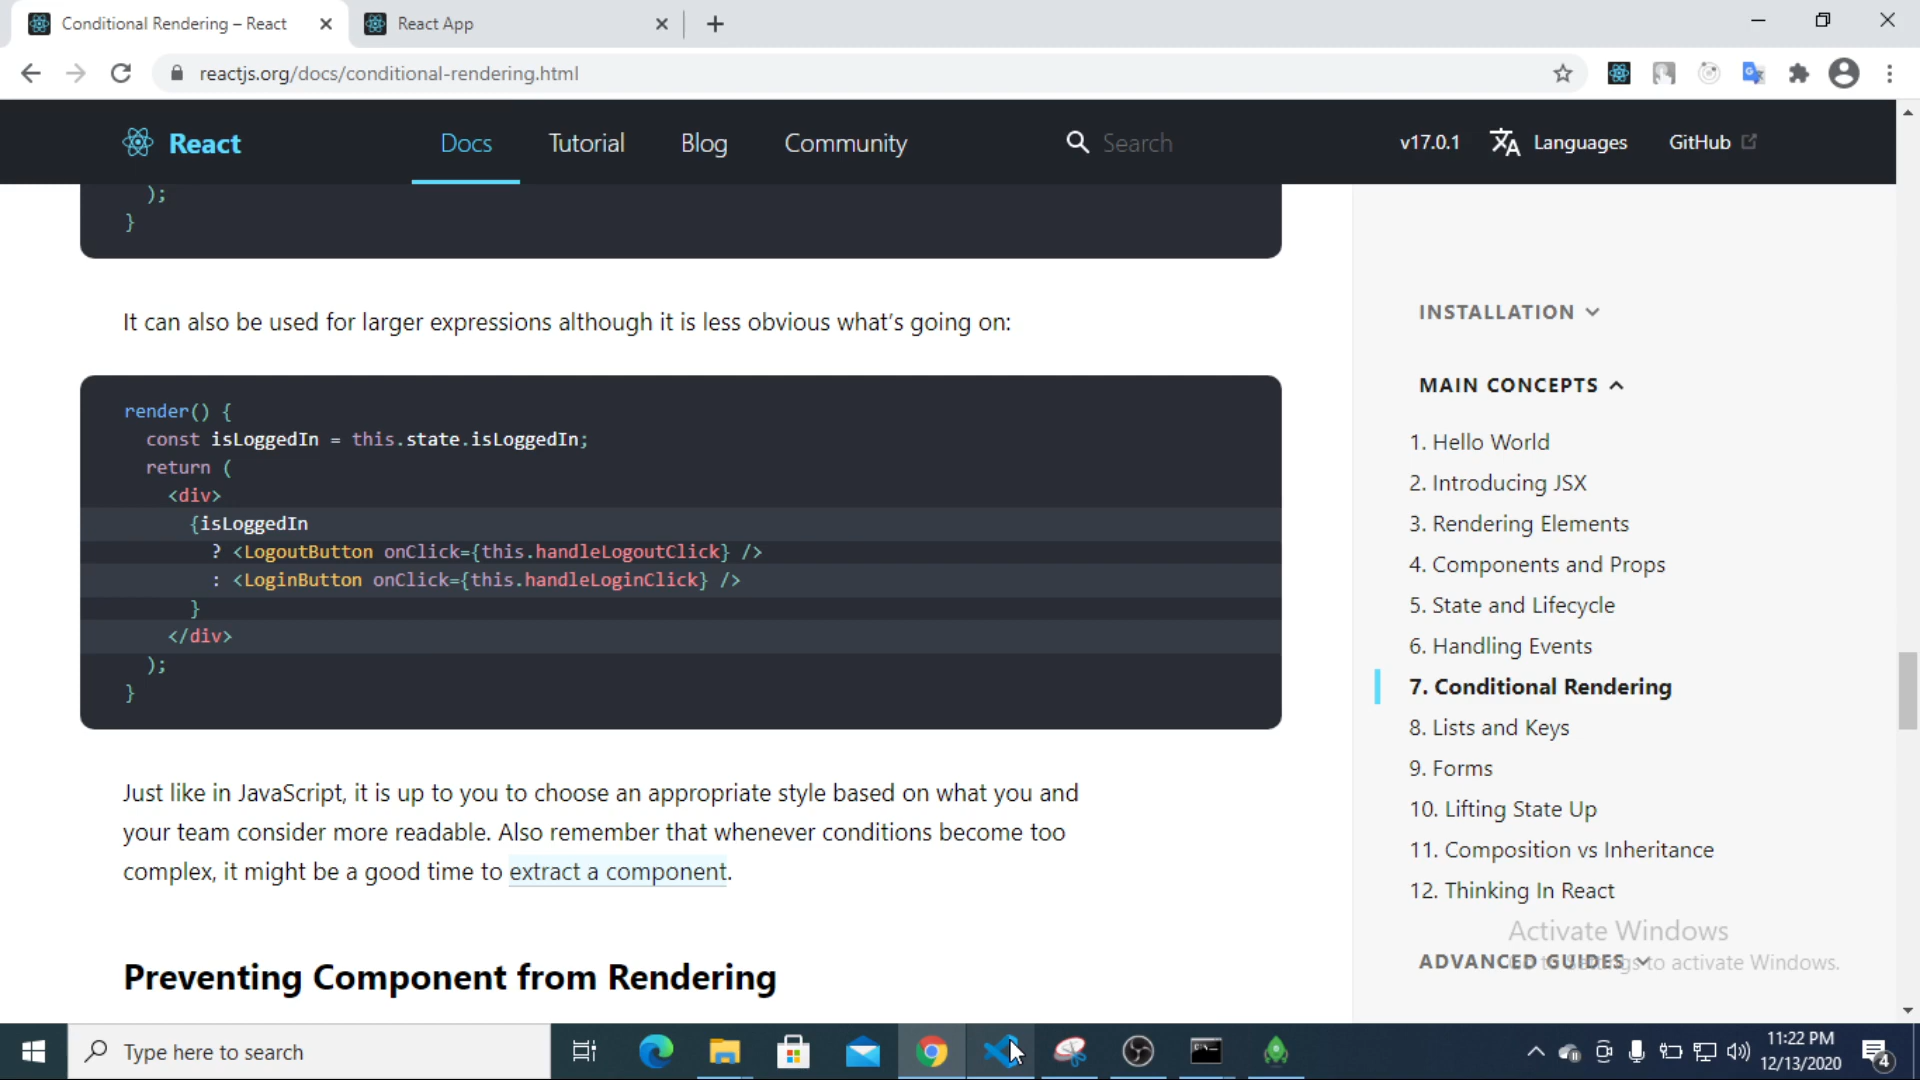 Conditional Rendering – React
React App
reactjs.org/docs/conditional-rendering.html
React
Docs
Tutorial
Blog
Community
Search
v17.0.1
Languages
GitHub
);
}
It can also be used for larger expressions although it is less obvious what's going on:
render() {
const isLoggedIn = this.state.isLoggedIn;
return (
<div>
{isLoggedIn
? <LogoutButton onClick={this.handleLogoutClick} />
: <LoginButton onClick={this.handleLoginClick} />
}
</div>
);
}
Just like in JavaScript, it is up to you to choose an appropriate style based on what you and
your team consider more readable. Also remember that whenever conditions become too
complex, it might be a good time to extract a component.
Preventing Component from Rendering
INSTALLATION
MAIN CONCEPTS
1. Hello World
2. Introducing JSX
3. Rendering Elements
4. Components and Props
5. State and Lifecycle
6. Handling Events
7. Conditional Rendering
8. Lists and Keys
9. Forms
10. Lifting State Up
11. Composition vs Inheritance
12. Thinking In React
ADVANCED GUIDES
Activate Windows
Go to Settings to activate Windows.
Type here to search
11:22 PM
12/13/2020
4